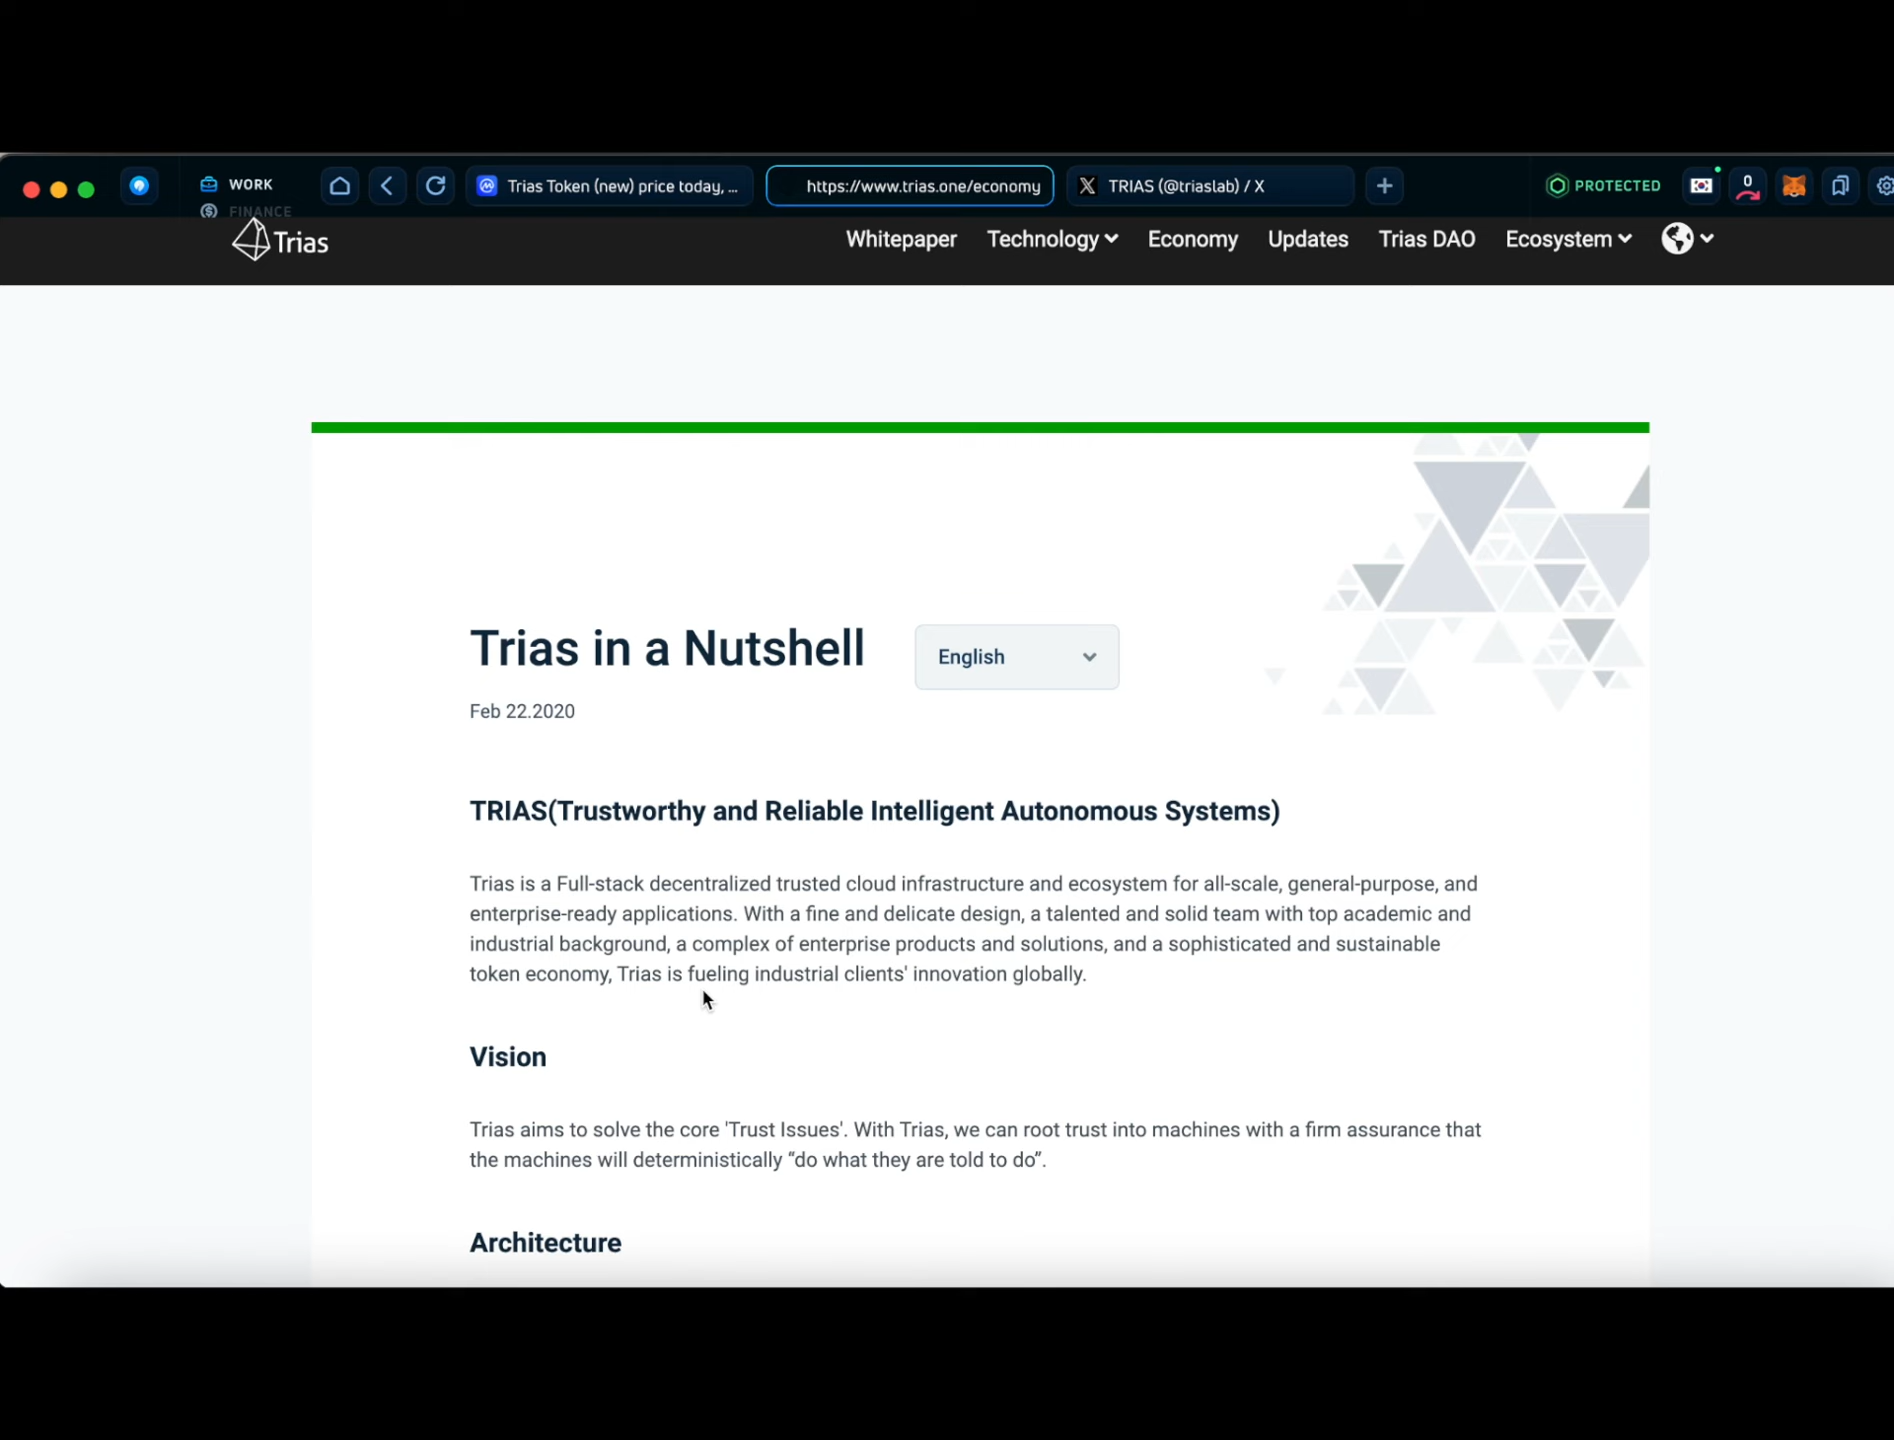 WORK
FINANCE
Trias Token (new) price today, ...
https://www.trias.one/economy
TRIAS (@triaslab) / X
PROTECTED
0
Trias
Whitepaper
Technology
Economy
Updates
Trias DAO
Ecosystem
Trias in a Nutshell
English
Feb 22.2020
TRIAS(Trustworthy and Reliable Intelligent Autonomous Systems)
Trias is a Full-stack decentralized trusted cloud infrastructure and ecosystem for all-scale, general-purpose, and
enterprise-ready applications. With a fine and delicate design, a talented and solid team with top academic and
industrial background, a complex of enterprise products and solutions, and a sophisticated and sustainable
token economy, Trias is fueling industrial clients' innovation globally.
Vision
Trias aims to solve the core 'Trust Issues'. With Trias, we can root trust into machines with a firm assurance that
the machines will deterministically “do what they are told to do”.
Architecture